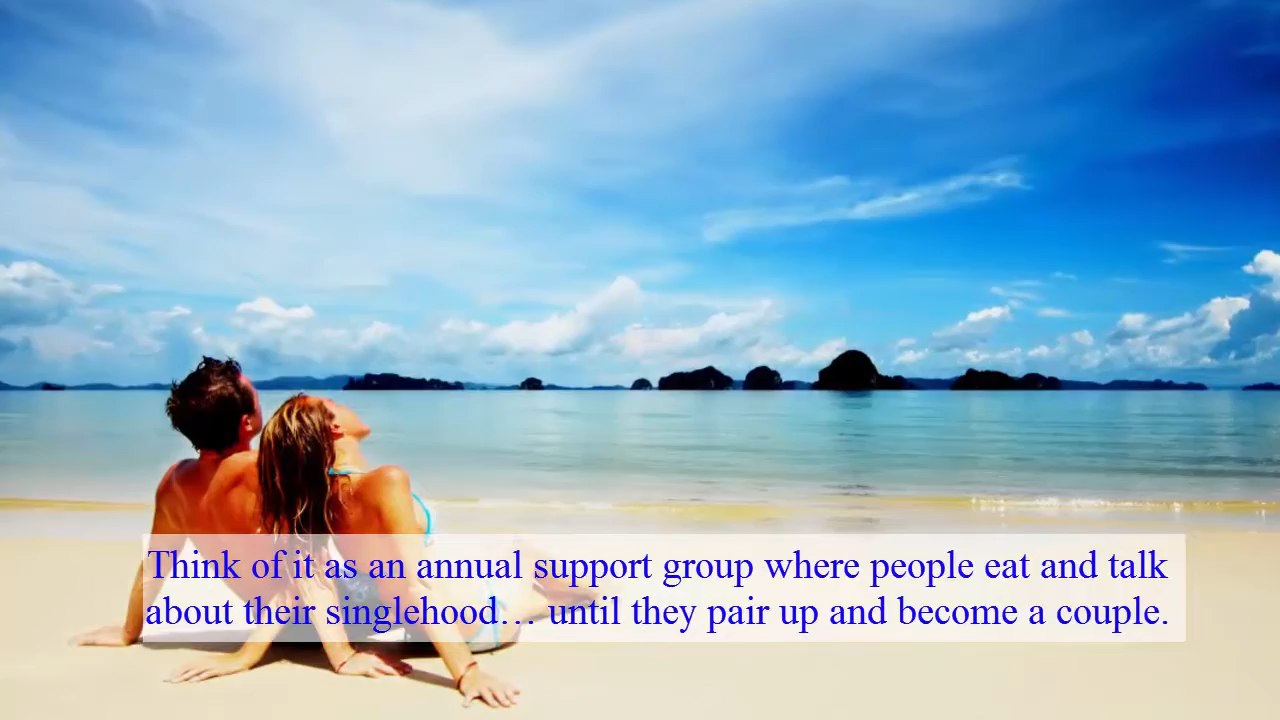 Think of it as an annual support group where people eat and talk
about their singlehood… until they pair up and become a couple.